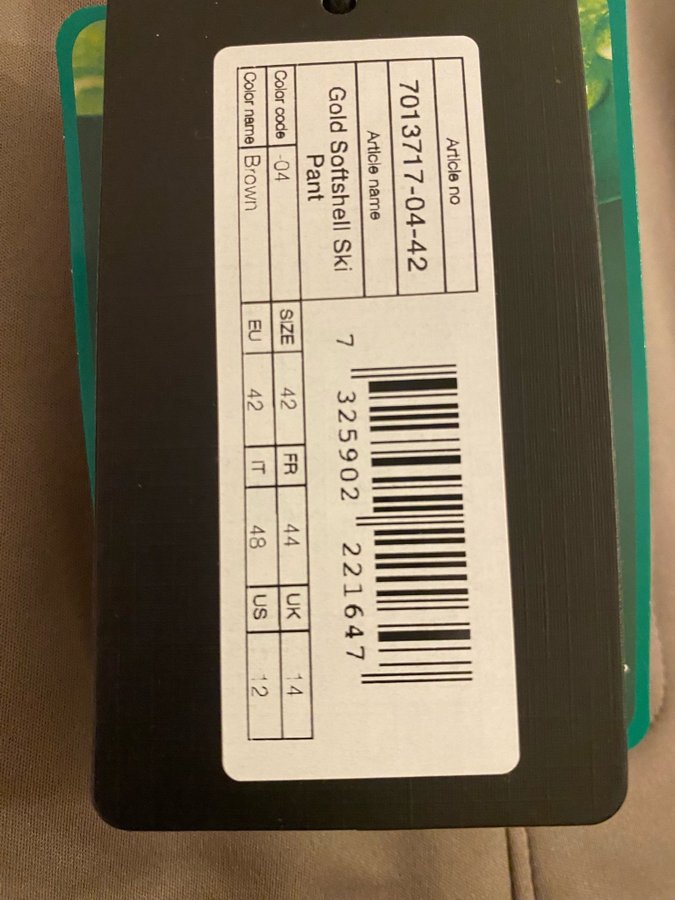 Article no
7013717-04-42
Article name
Gold Softshell Ski
Pant
Color code -04
Color name Brown
7 325902 221647
SIZE 42 FR 44 UK 14
EU 42 IT 48 US 12